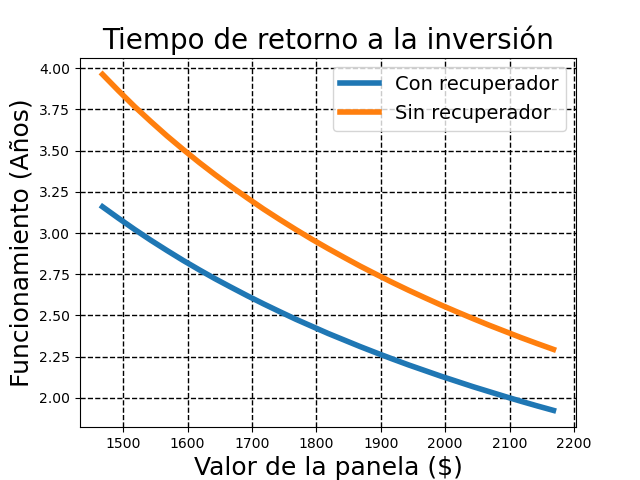 Tiempo de retorno a la inversión
Con recuperador
Sin recuperador
Funcionamiento (Años)
4.00
3.75
3.50
3.25
3.00
2.75
2.50
2.25
2.00
1500 1600 1700 1800 1900 2000 2100 2200
Valor de la panela ($)